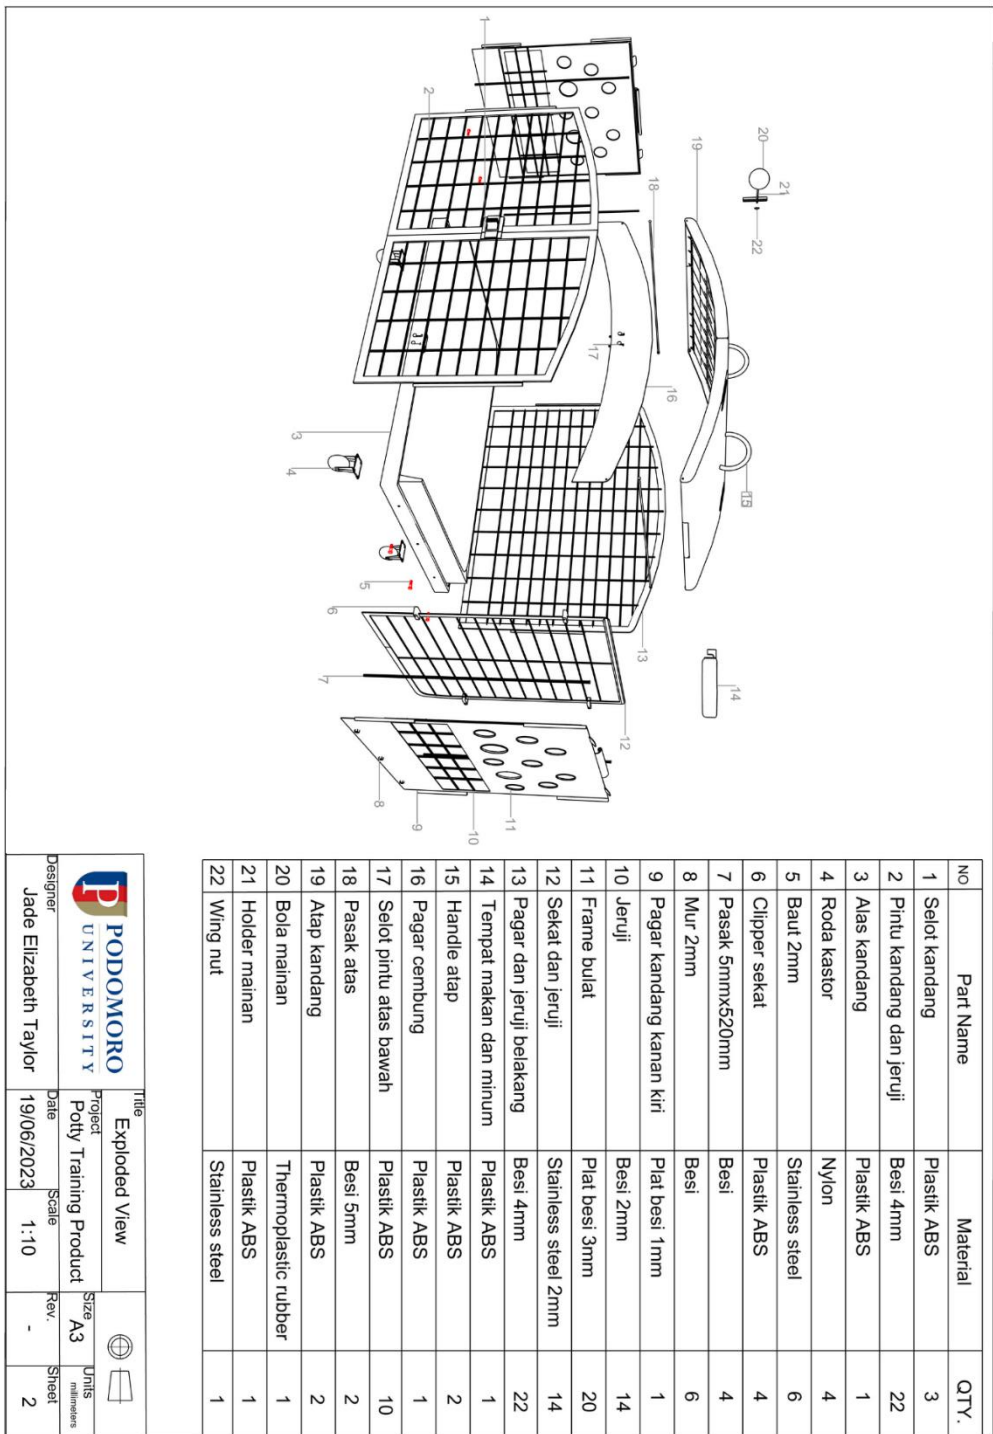 1
2
3
4
5
6
7
8
9
10
11
12
13
14
15
16
17
18
19
20
21
22
NO Part Name Material QTY.
1 Selot kandang Plastik ABS 3
2 Pintu kandang dan jeruji Besi 4mm 22
3 Alas kandang Plastik ABS 1
4 Roda kastor Nylon 4
5 Baut 2mm Stainless steel 6
6 Clipper sekat Plastik ABS 4
7 Pasak 5mmx520mm Besi 4
8 Mur 2mm Besi 6
9 Pagar kandang kanan kiri Plat besi 1mm 1
10 Jeruji Besi 2mm 14
11 Frame bulat Plat besi 3mm 20
12 Sekat dan jeruji Stainless steel 2mm 14
13 Pagar dan jeruji belakang Besi 4mm 22
14 Tempat makan dan minum Plastik ABS 1
15 Handle atap Plastik ABS 2
16 Pagar cembung Plastik ABS 1
17 Selot pintu atas bawah Plastik ABS 10
18 Pasak atas Besi 5mm 2
19 Atap kandang Plastik ABS 2
20 Bola mainan Thermoplastic rubber 1
21 Holder mainan Plastik ABS 1
22 Wing nut Stainless steel 1
P PODOMORO
UNIVERSITY
Designer
Jade Elizabeth Taylor
Title
Exploded View
Project
Potty Training Product
Size
A3
Units
millimeters
Date
19/06/2023
Scale
1:10
Rev.
-
Sheet
2